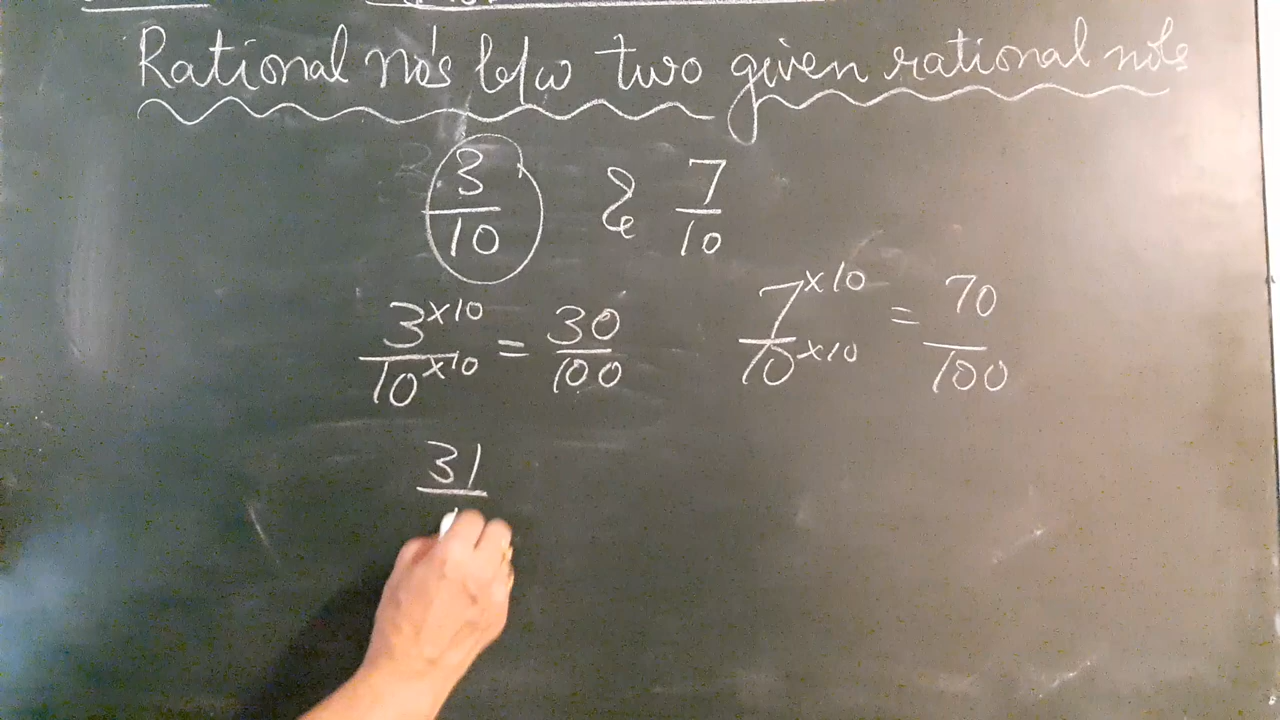 Rational no's b/w two given rational no's
3/10 & 7/10
3×10/10×10 = 30/100 7×10/10×10 = 70/100
31